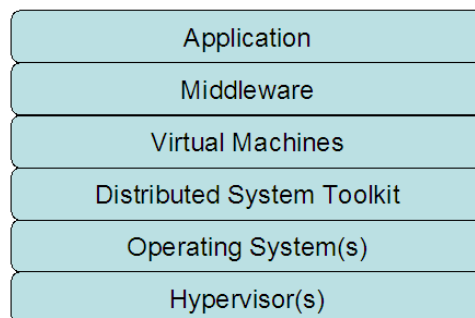 Application
Middleware
Virtual Machines
Distributed System Toolkit
Operating System(s)
Hypervisor(s)